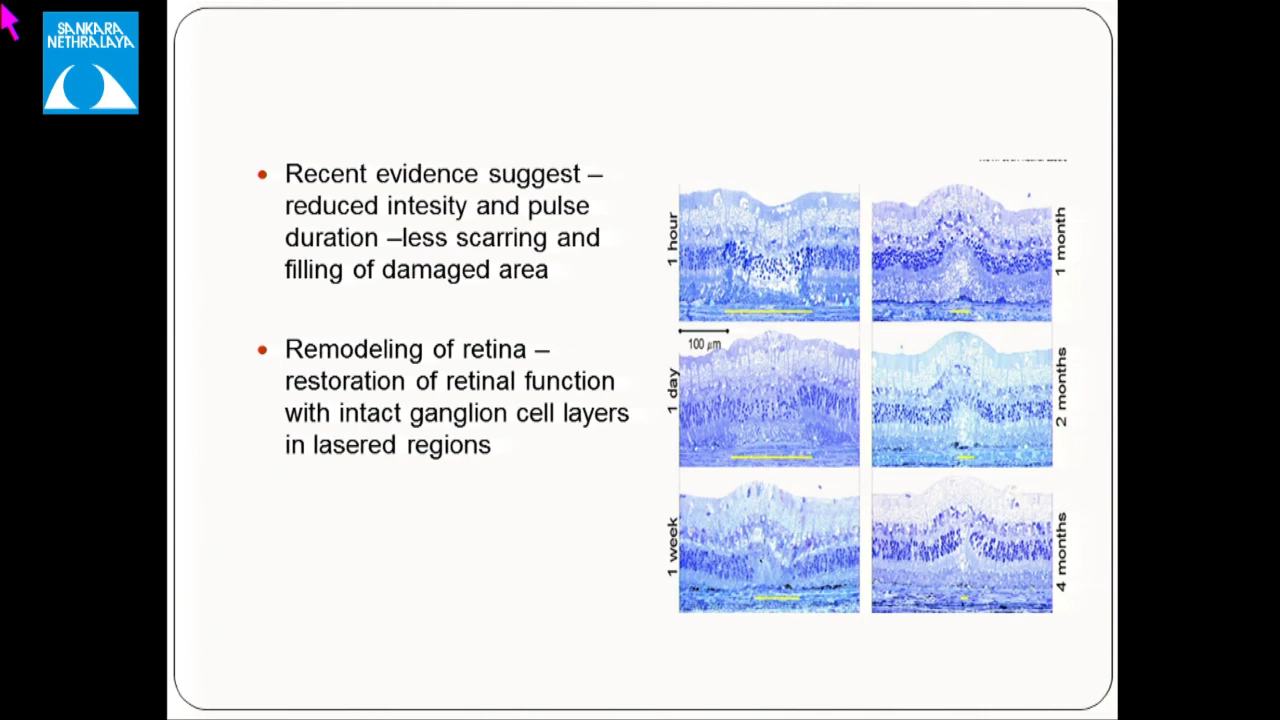 SANKARA
NETHRALAYA
• Recent evidence suggest –
reduced intesity and pulse
duration –less scarring and
filling of damaged area
• Remodeling of retina –
restoration of retinal function
with intact ganglion cell layers
in lasered regions
1 hour
1 month
100 µm
1 day
2 months
1 week
4 months